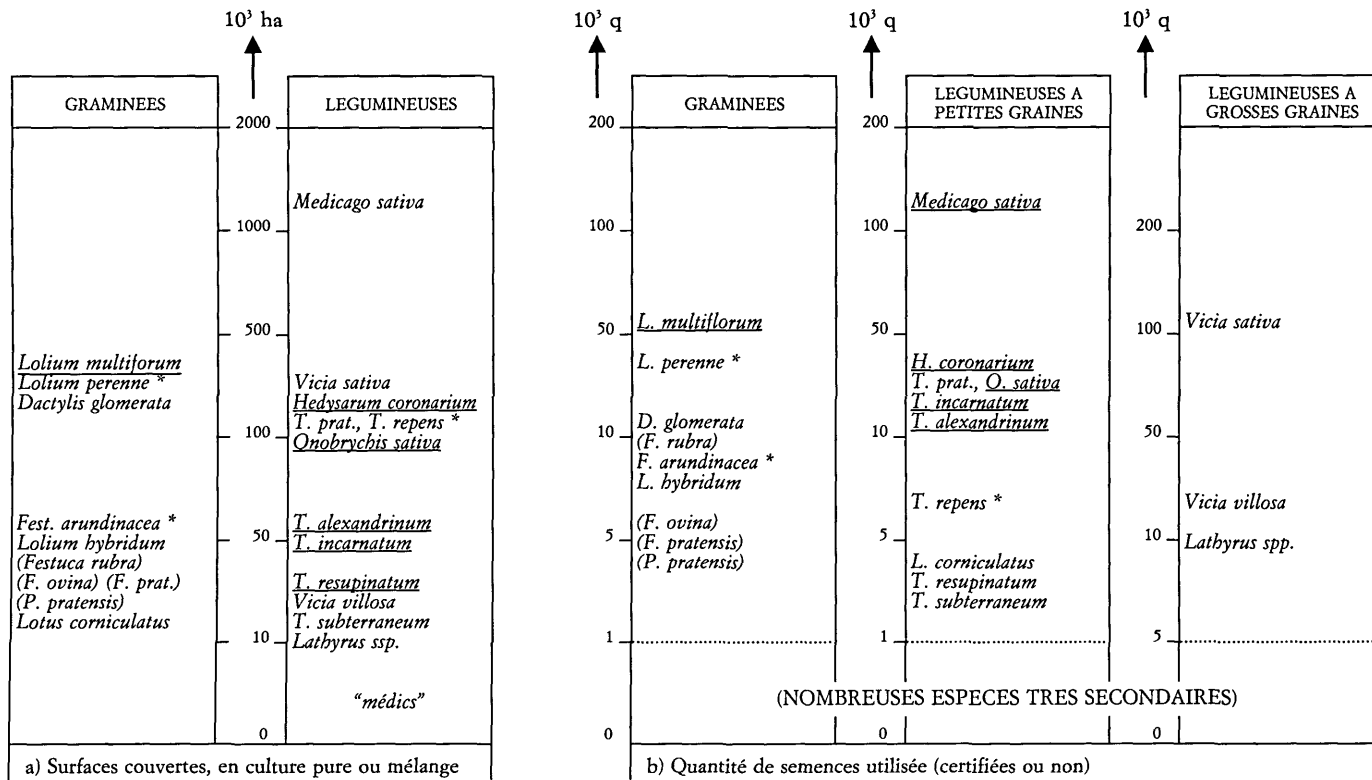 10³ ha
GRAMINEES
LEGUMINEUSES
2000
1000
500
100
50
10
0
Lolium multiforum
Lolium perenne *
Dactylis glomerata
Fest. arundinacea *
Lolium hybridum
(Festuca rubra)
(F. ovina) (F. prat.)
(P. pratensis)
Lotus corniculatus
Medicago sativa
Vicia sativa
Hedysarum coronarium
T. prat., T. repens *
Onobrychis sativa
T. alexandrinum
T. incarnatum
T. resupinatum
Vicia villosa
T. subterraneum
Lathyrus ssp.
"médics"
a) Surfaces couvertes, en culture pure ou mélange
10³ q
GRAMINEES
200
100
50
10
5
1
0
L. multiflorum
L. perenne *
D. glomerata
(F. rubra)
F. arundinacea *
L. hybridum
(F. ovina)
(F. pratensis)
(P. pratensis)
10³ q
LEGUMINEUSES A
PETITES GRAINES
200
100
50
10
5
1
0
Medicago sativa
H. coronarium
T. prat., O. sativa
T. incarnatum
T. alexandrinum
T. repens *
L. corniculatus
T. resupinatum
T. subterraneum
10³ q
LEGUMINEUSES A
GROSSES GRAINES
200
100
50
10
5
0
Vicia sativa
Vicia villosa
Lathyrus spp.
(NOMBREUSES ESPECES TRES SECONDAIRES)
b) Quantité de semences utilisée (certifiées ou non)